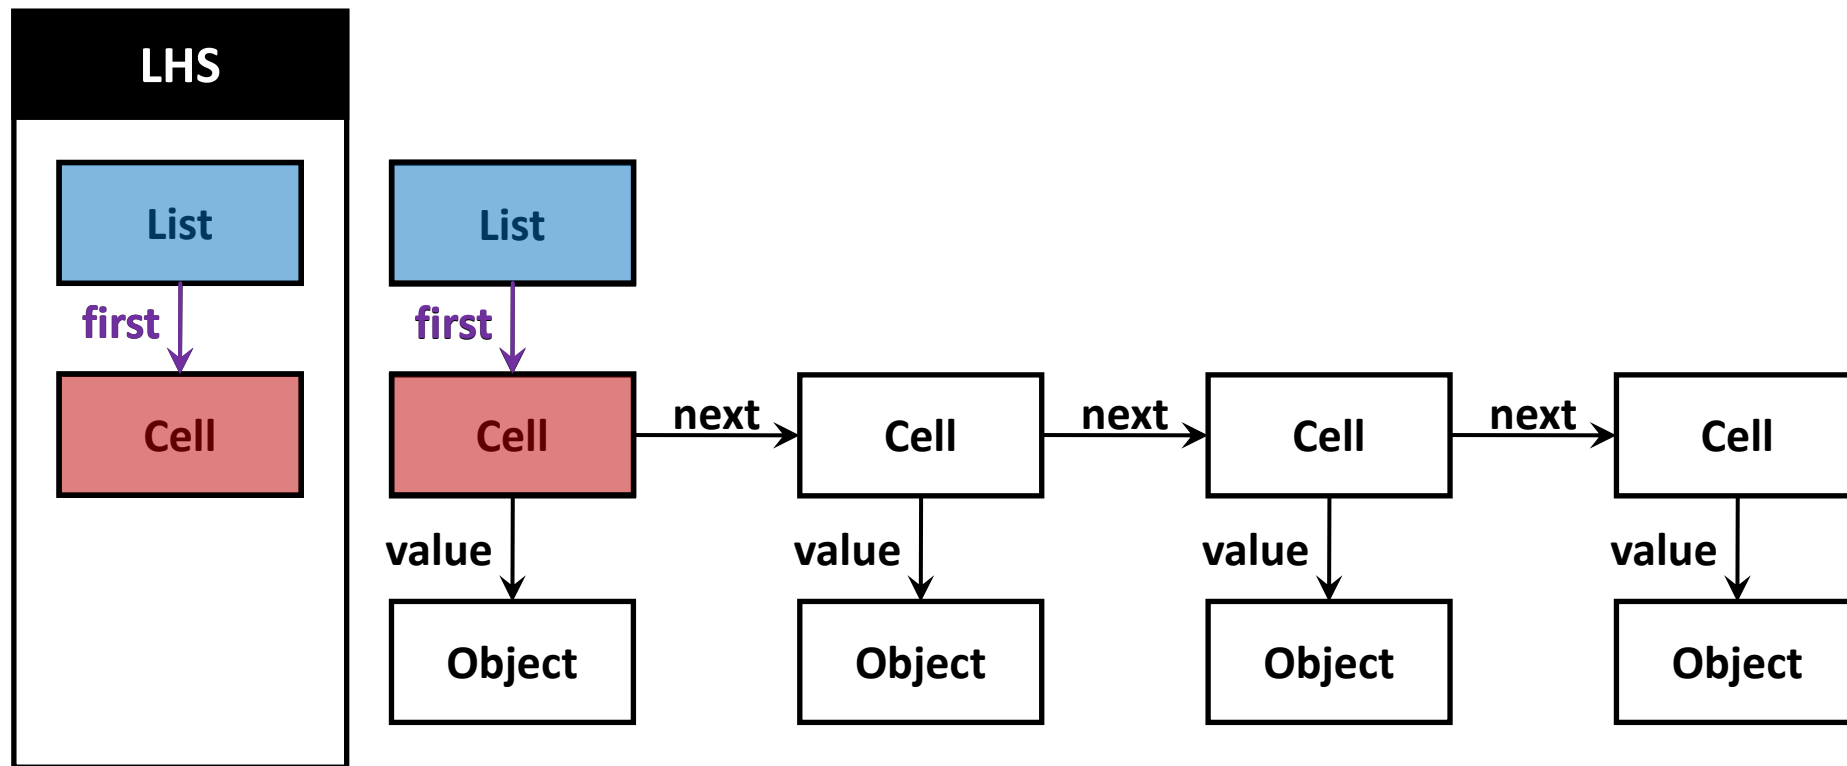 LHS
List
List
first
first
Cell
Cell
next
Cell
next
Cell
next
Cell
value
value
value
value
Object
Object
Object
Object